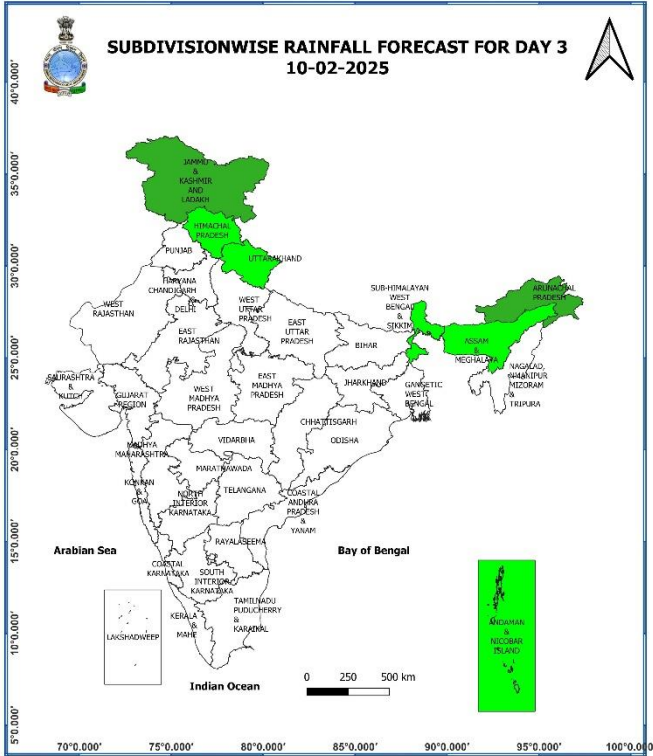 SUBDIVISIONWISE RAINFALL FORECAST FOR DAY 3
10-02-2025
40°0.000'
35°0.000'
30°0.000'
25°0.000'
20°0.000'
15°0.000'
10°0.000'
5°0.000'
JAMMU
&
KASHMIR
AND
LADAKH
HIMACHAL
PRADESH
PUNJAB
UTTARAKHAND
HARYANA
CHANDIGARH
&
DELHI
WEST
RAJASTHAN
WEST
UTTAR
PRADESH
EAST
RAJASTHAN
EAST
UTTAR
PRADESH
SUB-HIMALAYAN
WEST
BENGAL
&
SIKKIM
ARUNACHAL
PRADESH
BIHAR
ASSAM
&
MEGHALAYA
NAGALAD,
MANIPUR
MIZORAM
&
TRIPURA
SAURASHTRA
&
KUTCH
GUJARAT
REGION
WEST
MADHYA
PRADESH
EAST
MADHYA
PRADESH
JHARKHAND
GANGETIC
WEST
BENGAL
CHHATTISGARH
ODISHA
VIDARBHA
MADHYA
MAHARASHTRA
MARATHAWADA
KONKAN
&
GOA
NORTH
INTERIOR
KARNATAKA
TELANGANA
COASTAL
ANDHRA
PRADESH
&
YANAM
RAYALASEEMA
Arabian Sea
Bay of Bengal
COASTAL
KARNATAKA
SOUTH
INTERIOR
KARNATAKA
TAMILNADU
PUDUCHERRY
&
KARAIKAL
KERALA
&
MAHE
LAKSHADWEEP
ANDAMAN
&
NICOBAR
ISLAND
Indian Ocean
0 250 500 km
70°0.000' 75°0.000' 80°0.000' 85°0.000' 90°0.000' 95°0.000' 100°0.000'